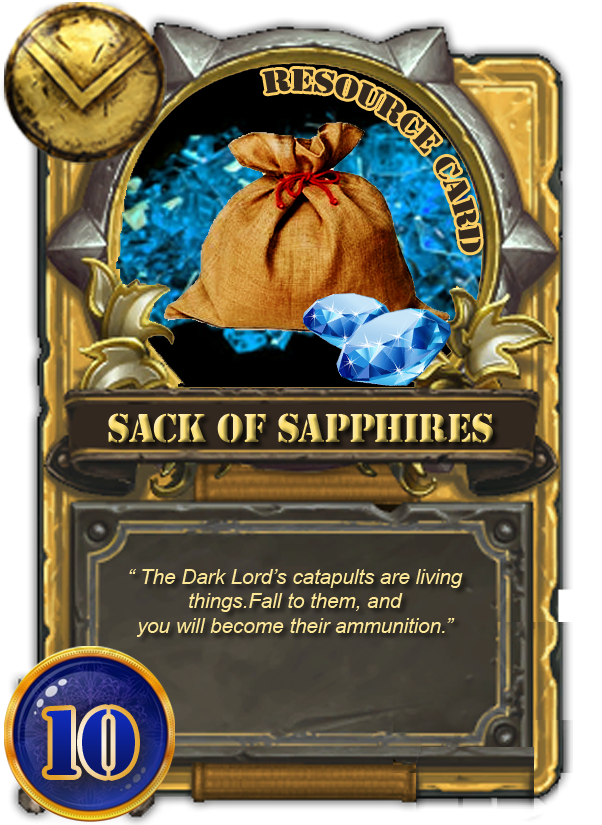 RESOURCE CARD
SACK OF SAPPHIRES
“ The Dark Lord’s catapults are living
things.Fall to them, and
you will become their ammunition.”
10